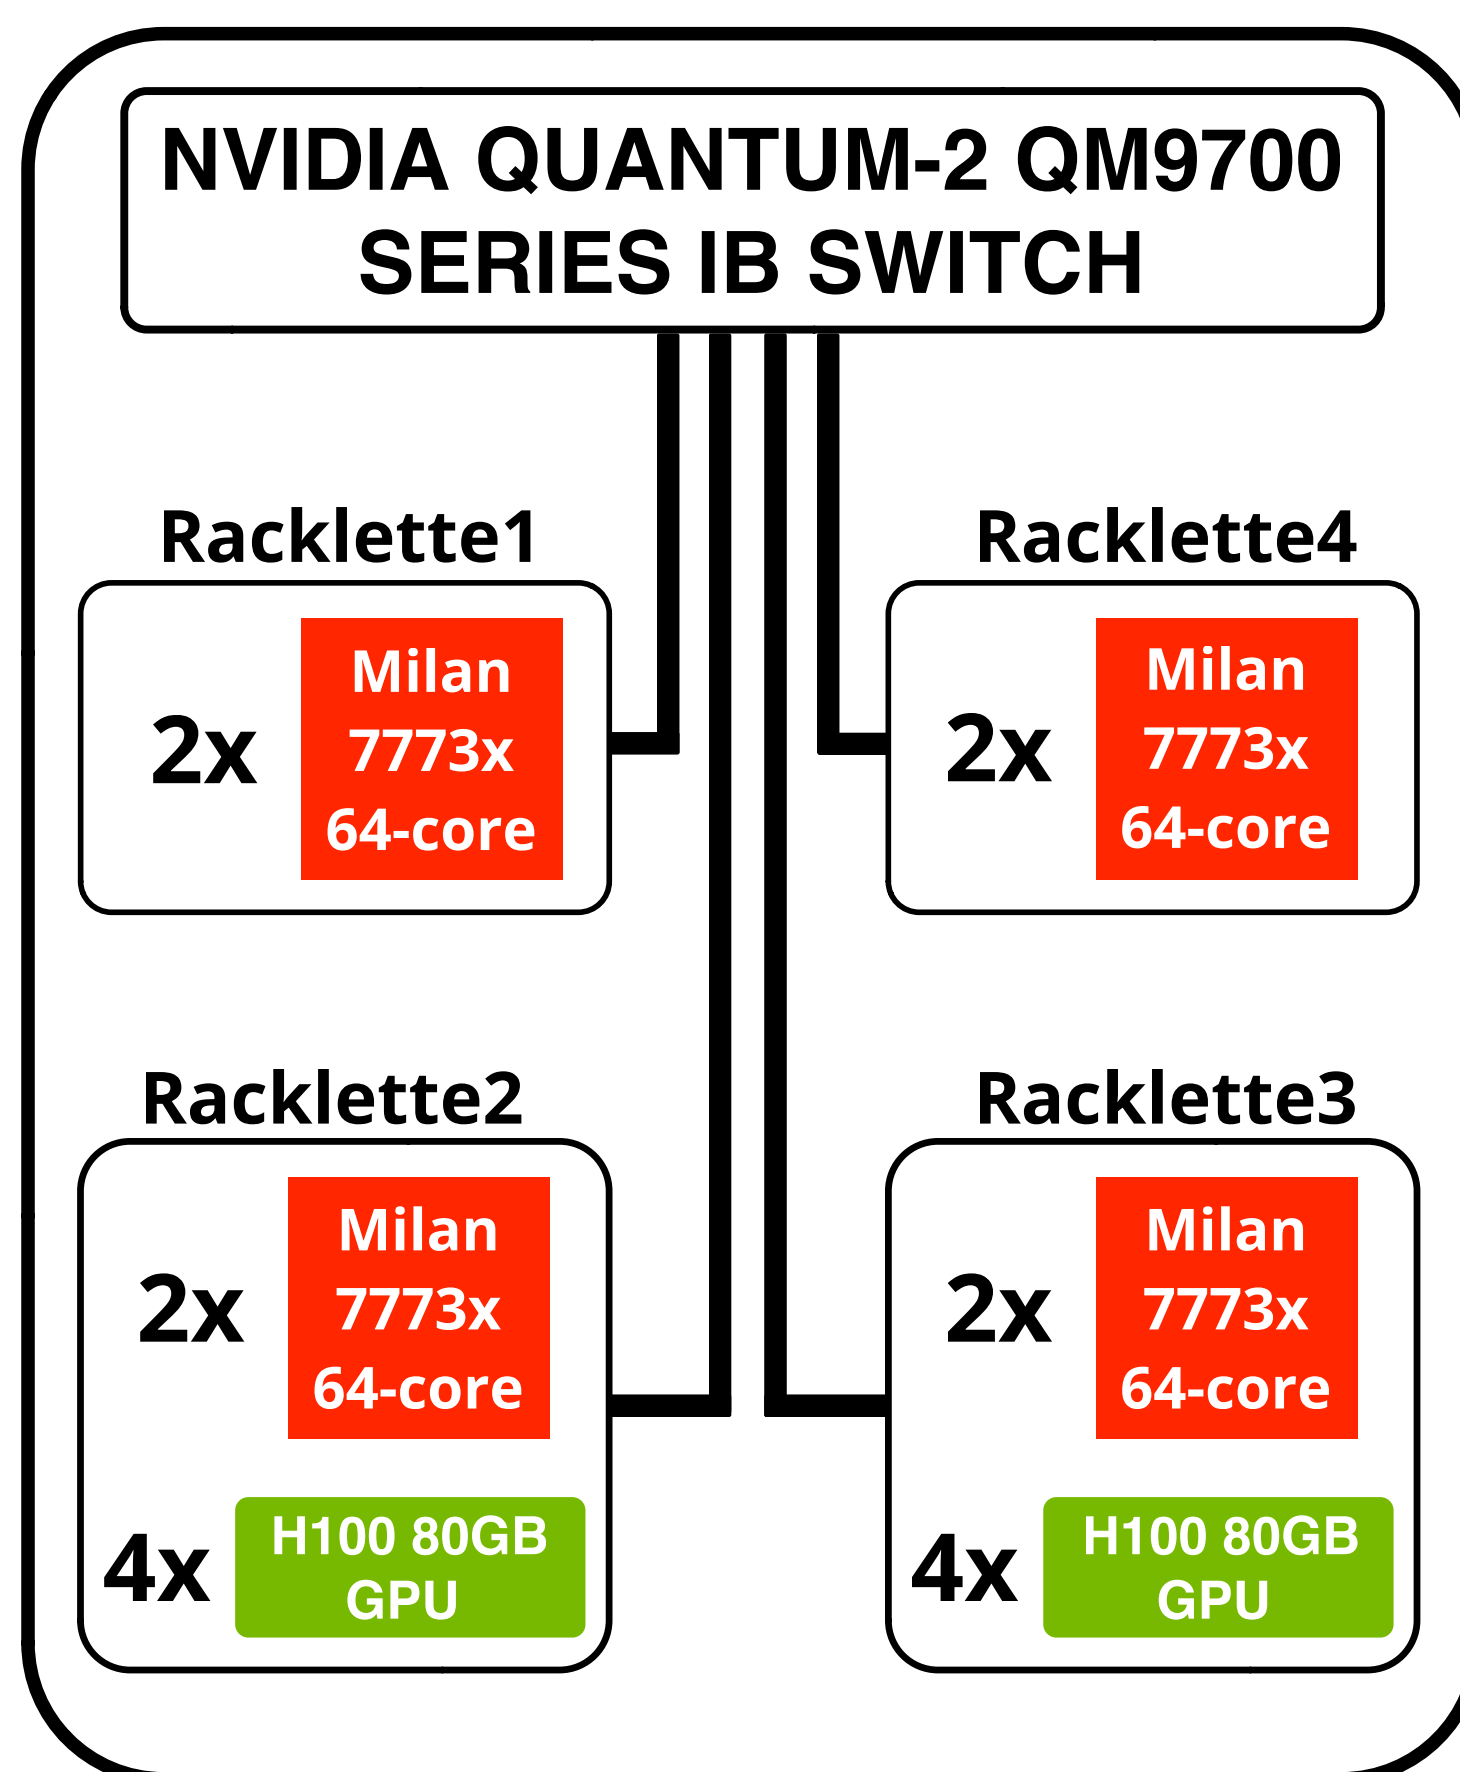 NVIDIA QUANTUM-2 QM9700
SERIES IB SWITCH
Racklette1
2x
Milan
7773x
64-core
Racklette4
2x
Milan
7773x
64-core
Racklette2
2x
Milan
7773x
64-core
4x
H100 80GB
GPU
Racklette3
2x
Milan
7773x
64-core
4x
H100 80GB
GPU